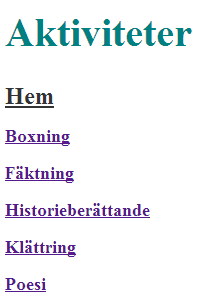 Aktiviteter
Hem
Boxning
Fäktning
Historieberättande
Klättring
Poesi